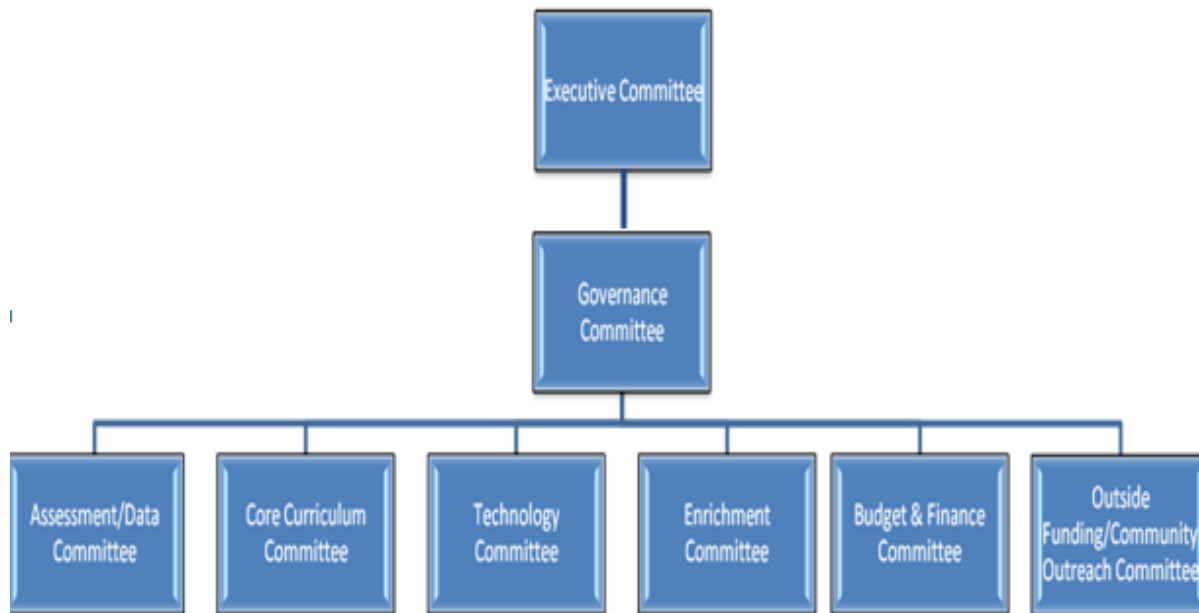 Executive Committee
Governance
Committee
Assessment/Data
Committee
Core Curriculum
Committee
Technology
Committee
Enrichment
Committee
Budget & Finance
Committee
Outside
Funding/Community
Outreach Committee